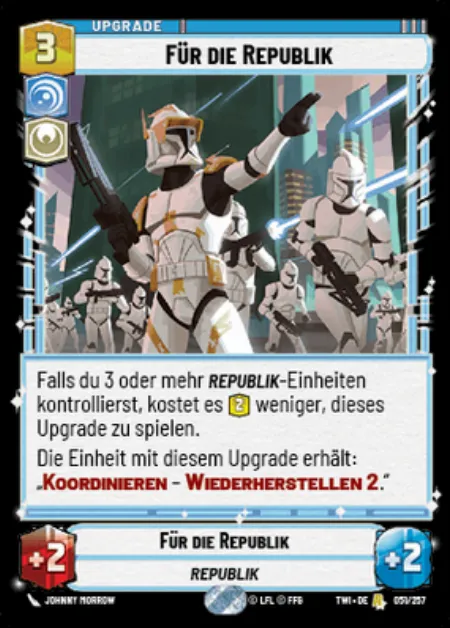 UPGRADE
3
FÜR DIE REPUBLIK
Falls du 3 oder mehr REPUBLIK-Einheiten
kontrollierst, kostet es 2 weniger, dieses
Upgrade zu spielen.
Die Einheit mit diesem Upgrade erhält:
„KOORDINIEREN – WIEDERHERSTELLEN 2.“
+2
FÜR DIE REPUBLIK
+2
REPUBLIK
JOHNNY MORROW
© LFL © FFG
TWI • DE
051/257